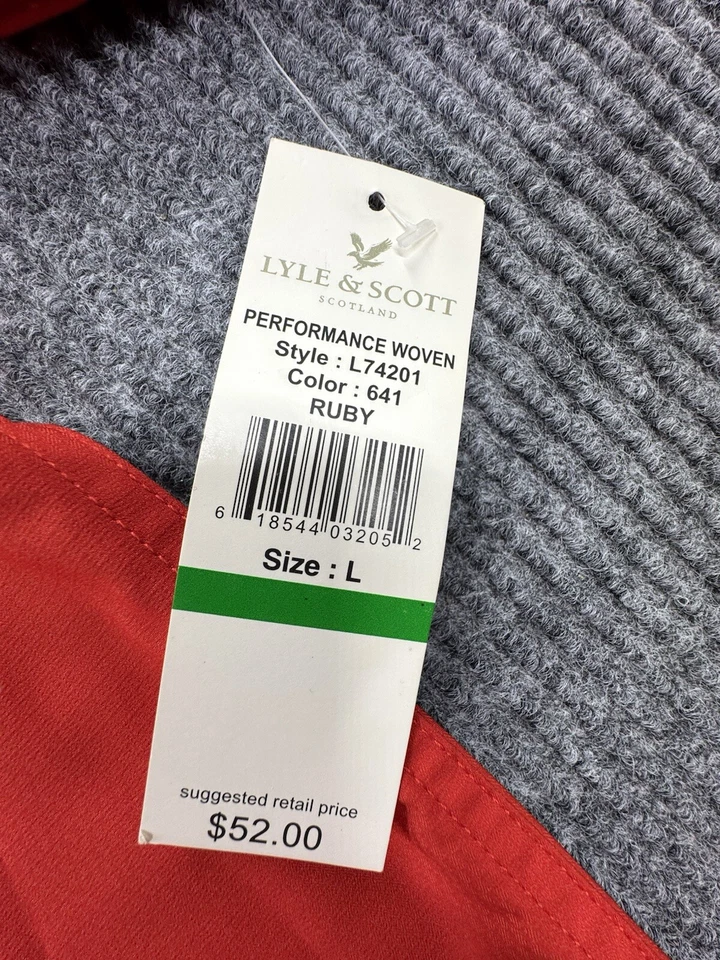 LYLE & SCOTT
SCOTLAND
PERFORMANCE WOVEN
Style : L74201
Color : 641
RUBY
6 18544 03205 2
Size : L
suggested retail price
$52.00